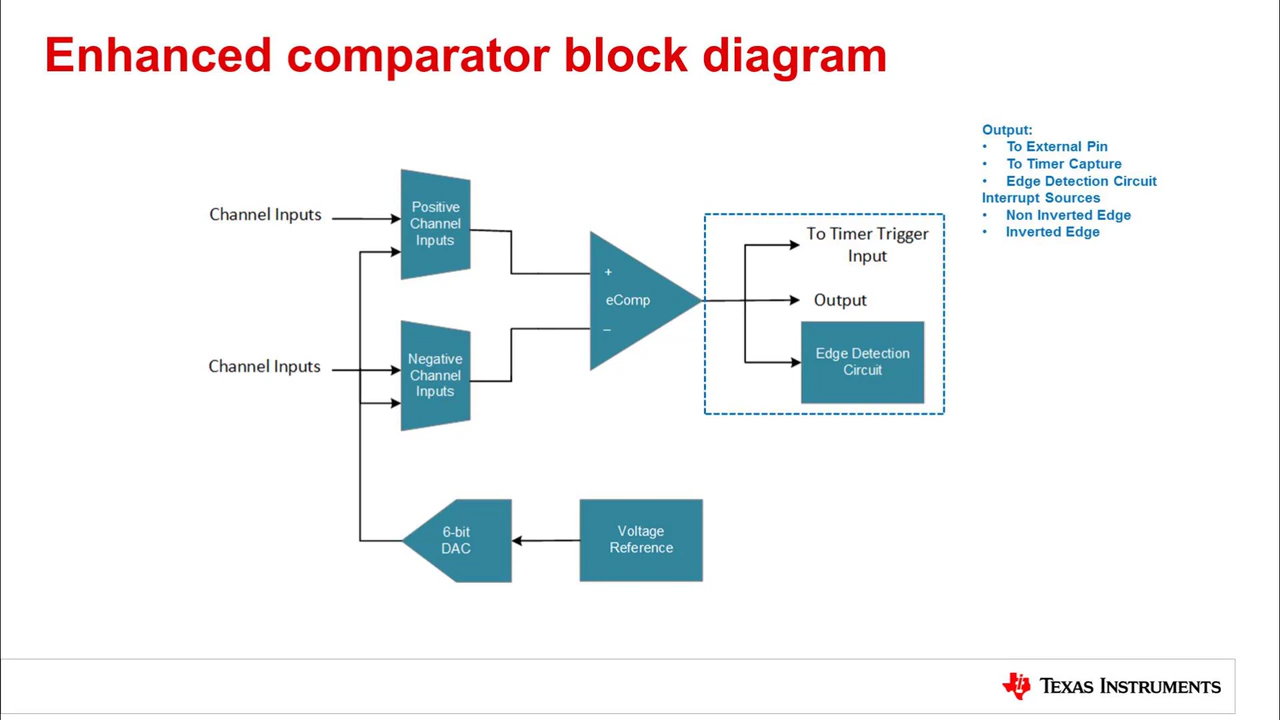 Enhanced comparator block diagram
Output:
• To External Pin
• To Timer Capture
• Edge Detection Circuit
Interrupt Sources
• Non Inverted Edge
• Inverted Edge
Channel Inputs
Positive
Channel
Inputs
+
eComp
–
To Timer Trigger
Input
Output
Edge Detection
Circuit
Channel Inputs
Negative
Channel
Inputs
6-bit
DAC
Voltage
Reference
TEXAS INSTRUMENTS